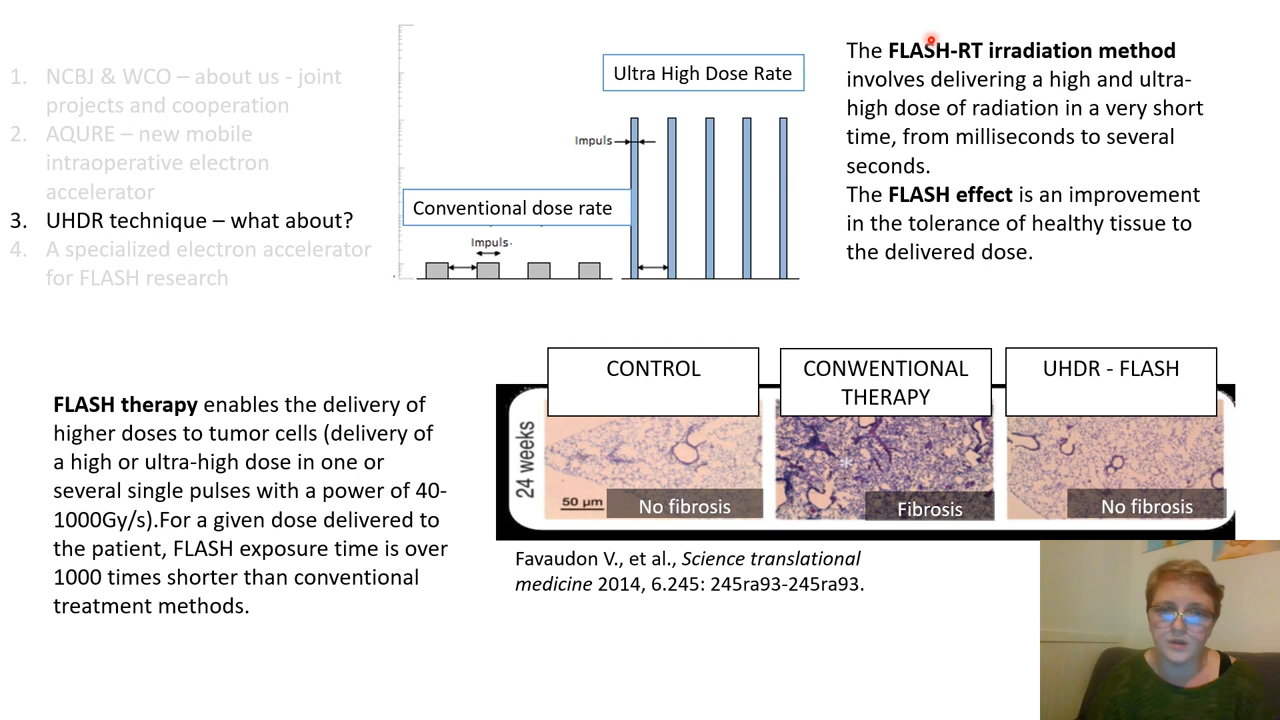 1. NCBJ & WCO – about us - joint
projects and cooperation
2. AQURE – new mobile
intraoperative electron
accelerator
3. UHDR technique – what about?
4. A specialized electron accelerator
for FLASH research
Ultra High Dose Rate
Impuls
Conventional dose rate
Impuls
The FLASH-RT irradiation method
involves delivering a high and ultra-
high dose of radiation in a very short
time, from milliseconds to several
seconds.
The FLASH effect is an improvement
in the tolerance of healthy tissue to
the delivered dose.
FLASH therapy enables the delivery of
higher doses to tumor cells (delivery of
a high or ultra-high dose in one or
several single pulses with a power of 40-
1000Gy/s).For a given dose delivered to
the patient, FLASH exposure time is over
1000 times shorter than conventional
treatment methods.
CONTROL
CONWENTIONAL
THERAPY
UHDR - FLASH
24 weeks
50 µm
No fibrosis
Fibrosis
No fibrosis
Favaudon V., et al., Science translational
medicine 2014, 6.245: 245ra93-245ra93.